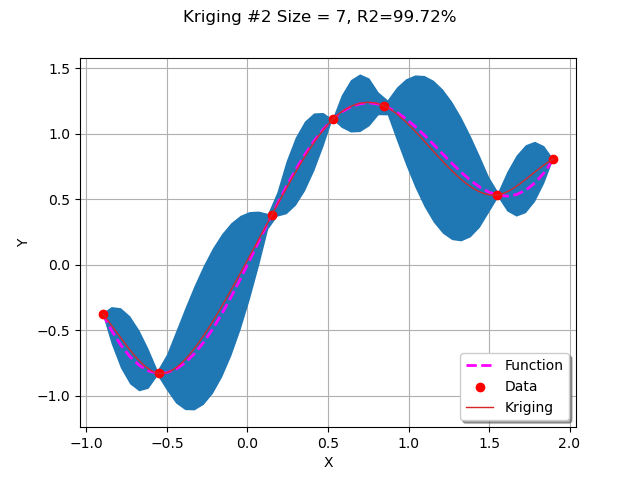 Kriging #2 Size = 7, R2=99.72%
1.5
1.0
0.5
0.0
−0.5
−1.0
Y
−1.0 −0.5 0.0 0.5 1.0 1.5 2.0
X
Function
Data
Kriging